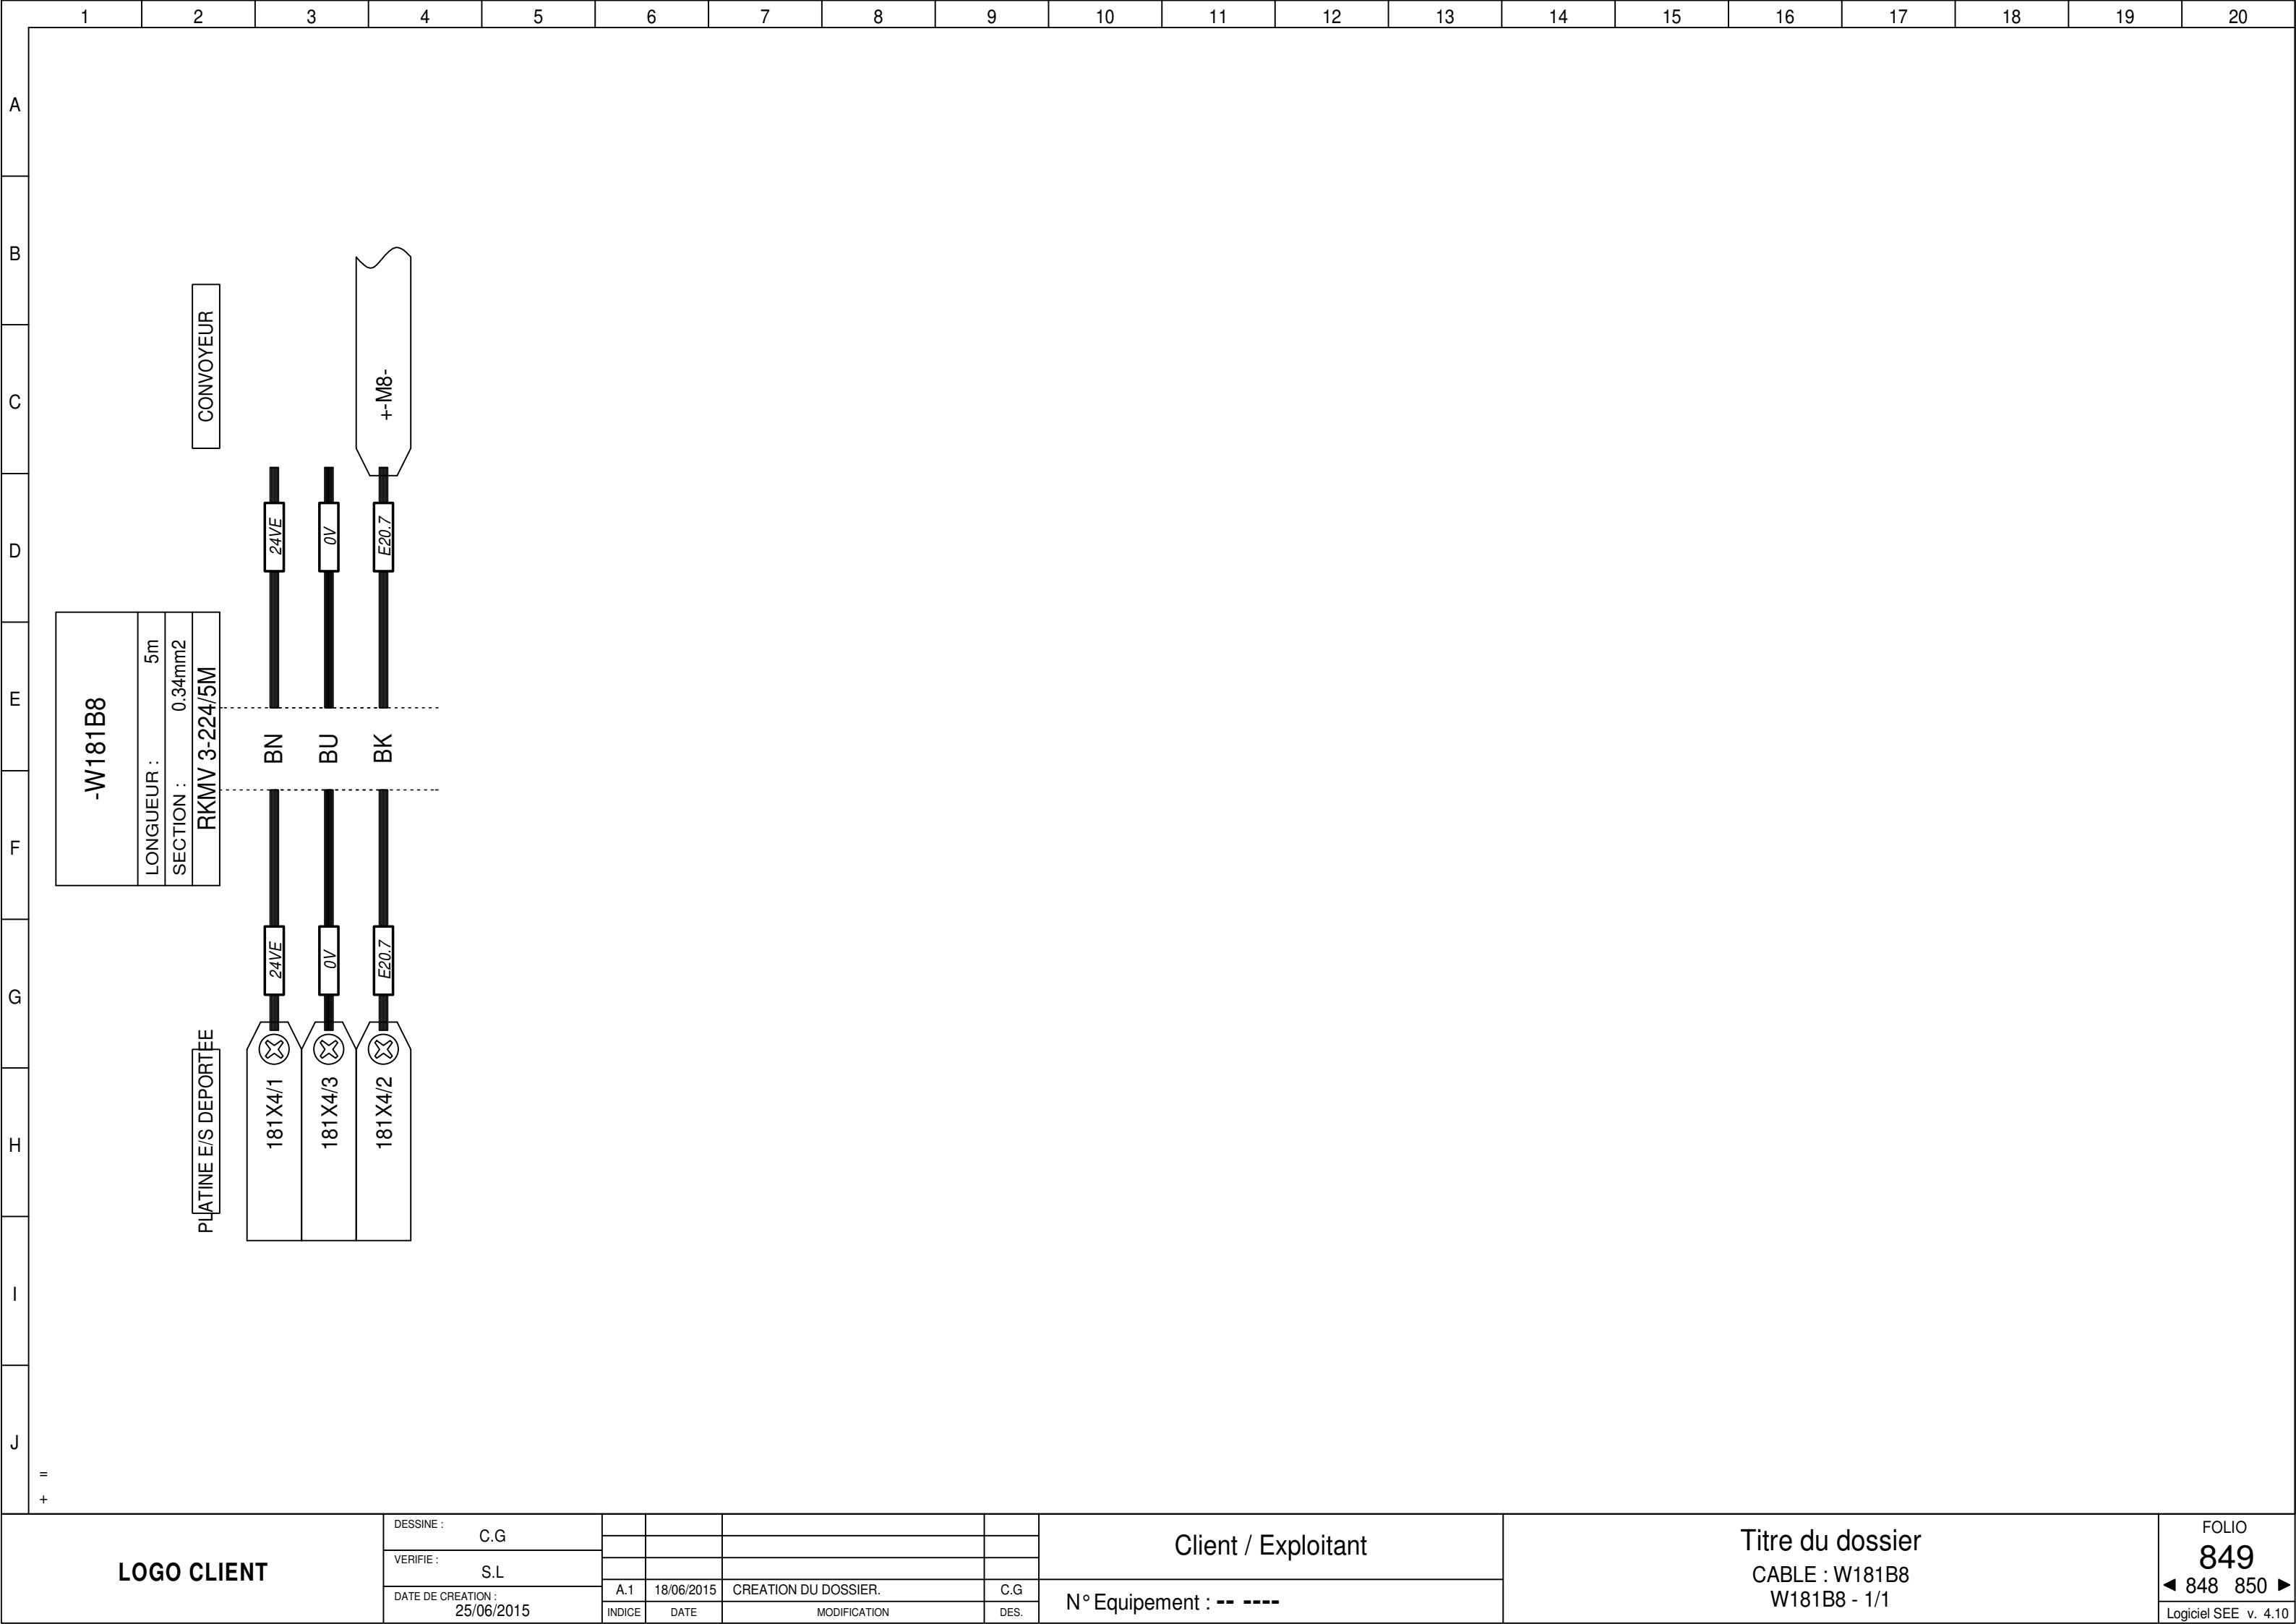 1 2 3 4 5 6 7 8 9 10 11 12 13 14 15 16 17 18 19 20
A
B
C
D
E
F
G
H
I
J
-W181B8
LONGUEUR : 5m
SECTION : 0.34mm2
RKMV 3-224/5M
CONVOYEUR
PLATINE E/S DEPORTEE
+-M8-
24VE 0V E20.7
BN BU BK
24VE 0V E20.7
181X4/1 181X4/3 181X4/2
=
+
LOGO CLIENT
DESSINE :
C.G
VERIFIE :
S.L
DATE DE CREATION :
25/06/2015
A.1 18/06/2015 CREATION DU DOSSIER. C.G
INDICE DATE MODIFICATION DES.
Client / Exploitant
N° Equipement : -- ----
Titre du dossier
CABLE : W181B8
W181B8 - 1/1
FOLIO
849
◄ 848 850 ►
Logiciel SEE v. 4.10